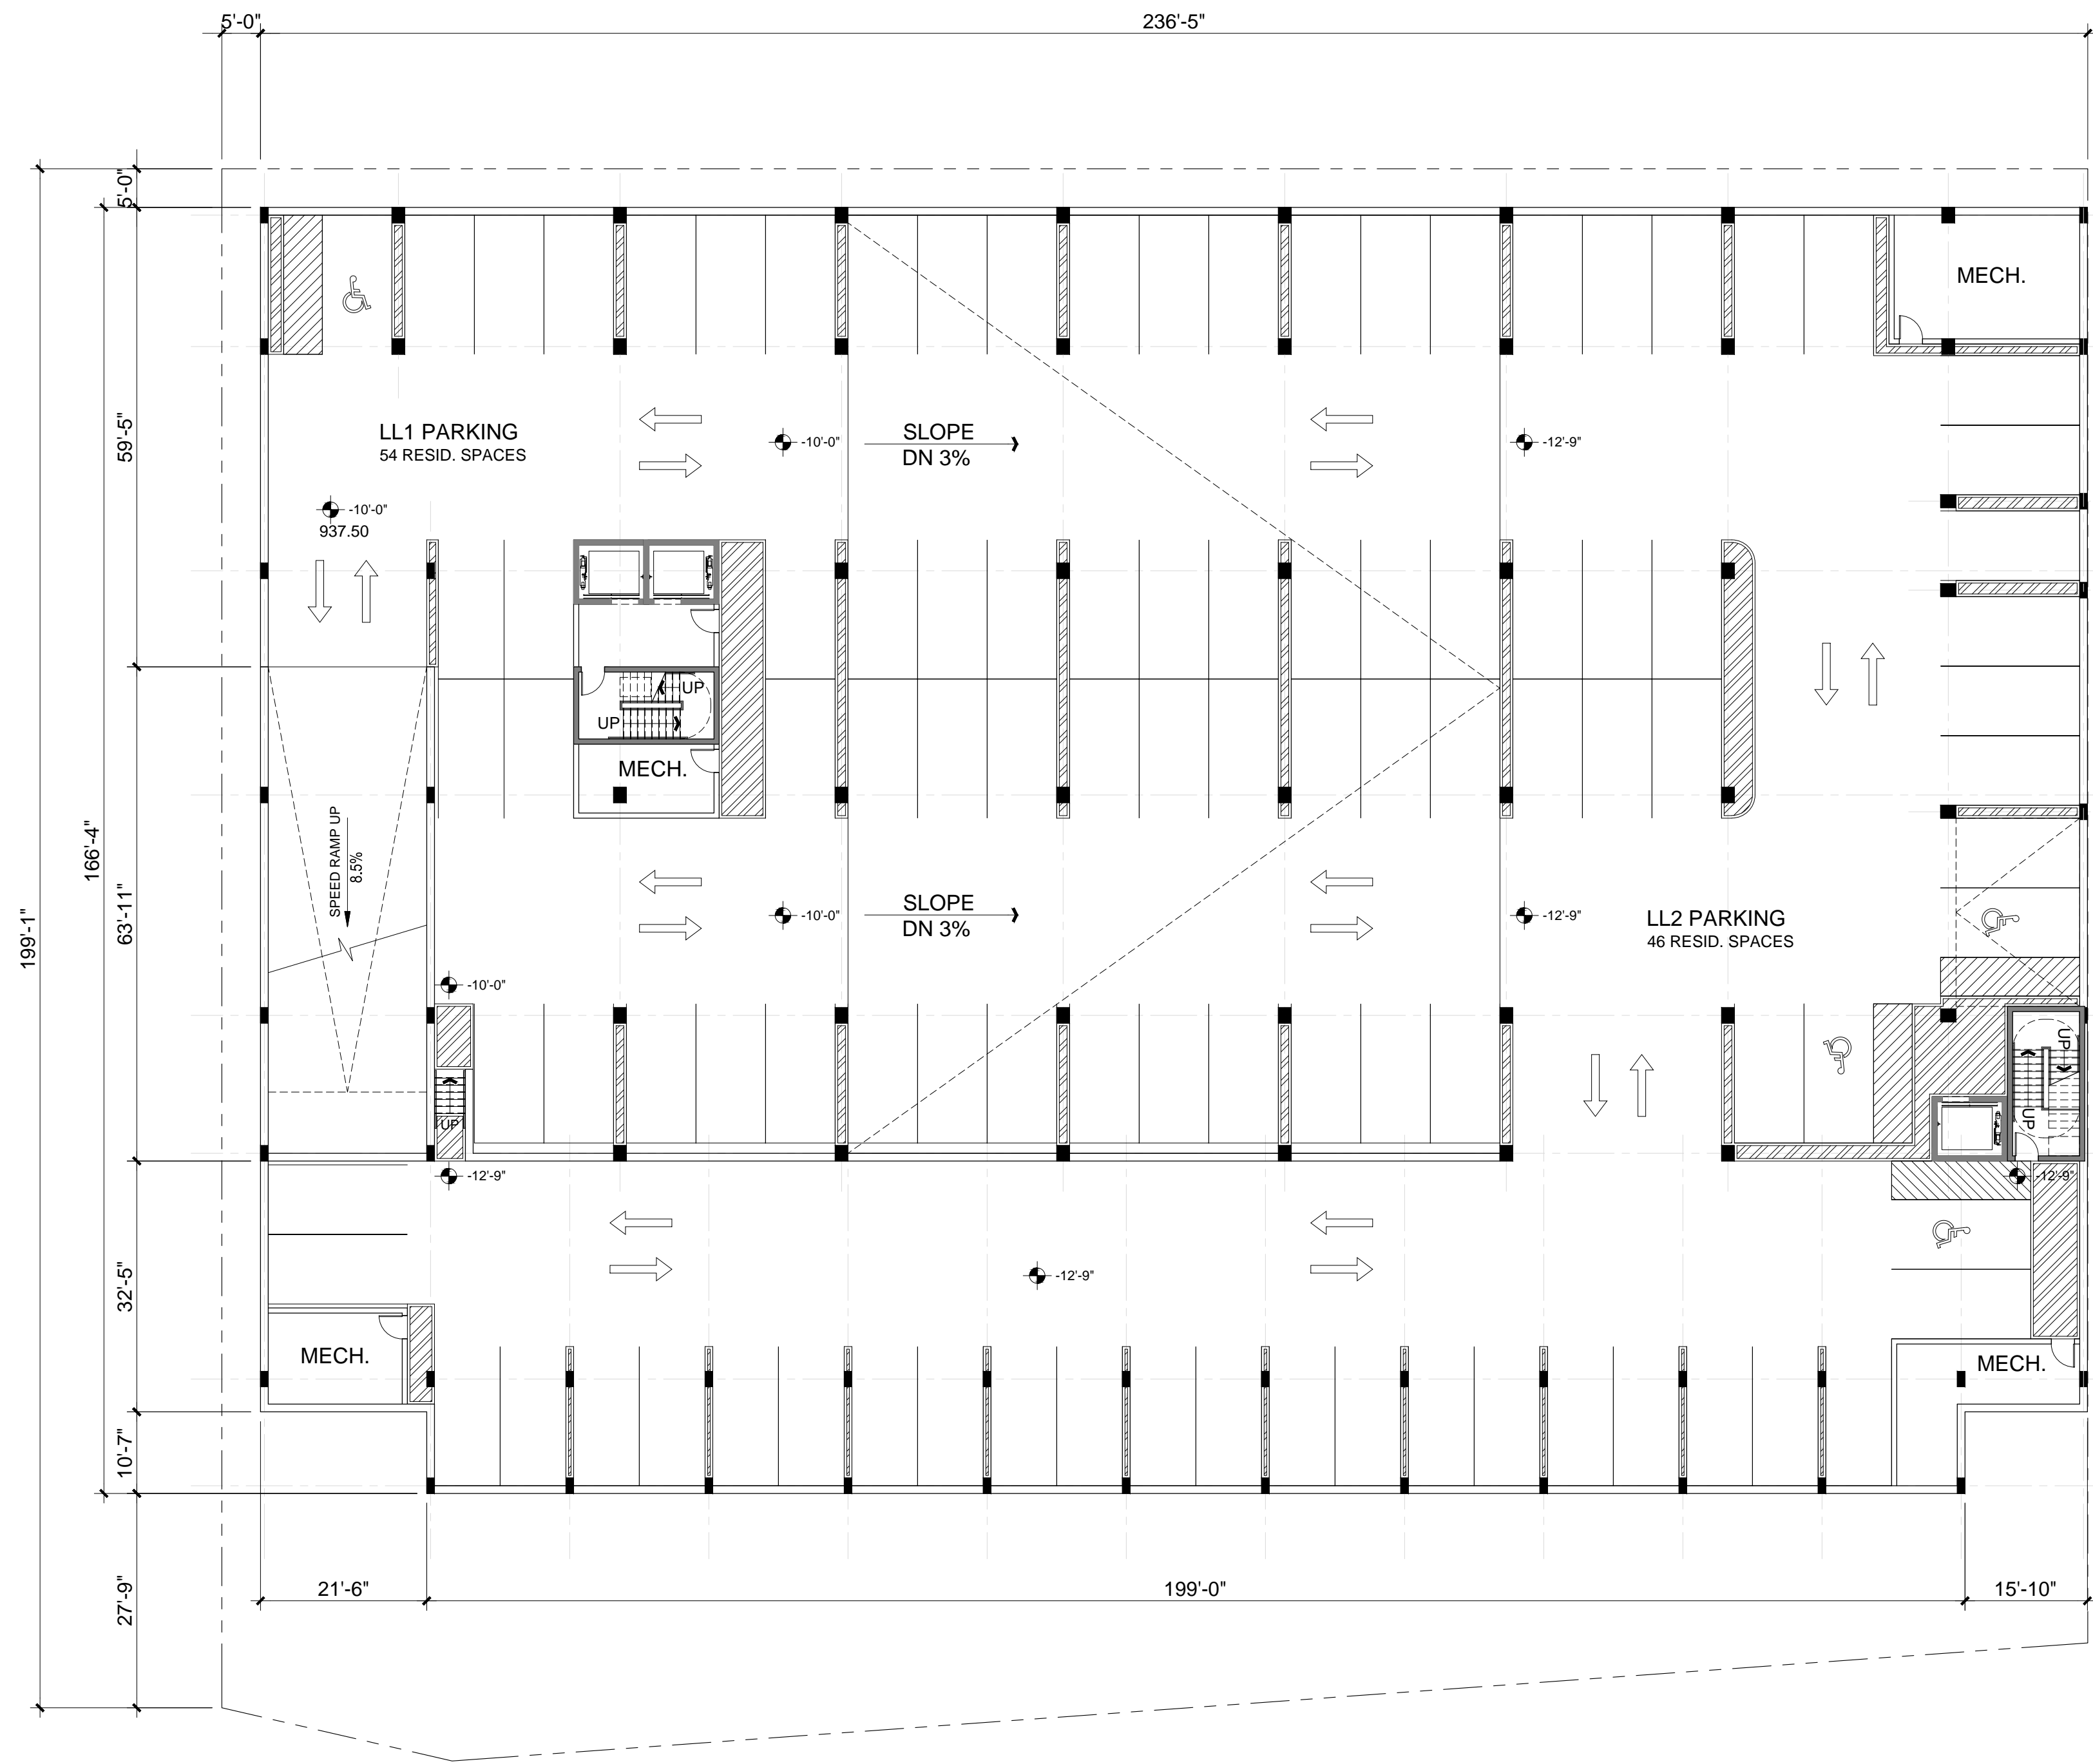 5'-0"
236'-5"
5'-0"
MECH.
LL1 PARKING
54 RESID. SPACES
-10'-0"
SLOPE
DN 3%
-12'-9"
59'-5"
-10'-0"
937.50
UP
UP
MECH.
SPEED RAMP UP
8.5%
166'-4"
199'-1"
63'-11"
-10'-0"
SLOPE
DN 3%
-12'-9"
LL2 PARKING
46 RESID. SPACES
-10'-0"
UP
UP
UP
-12'-9"
-12'-9"
32'-5"
-12'-9"
MECH.
MECH.
10'-7"
27'-9"
21'-6"
199'-0"
15'-10"